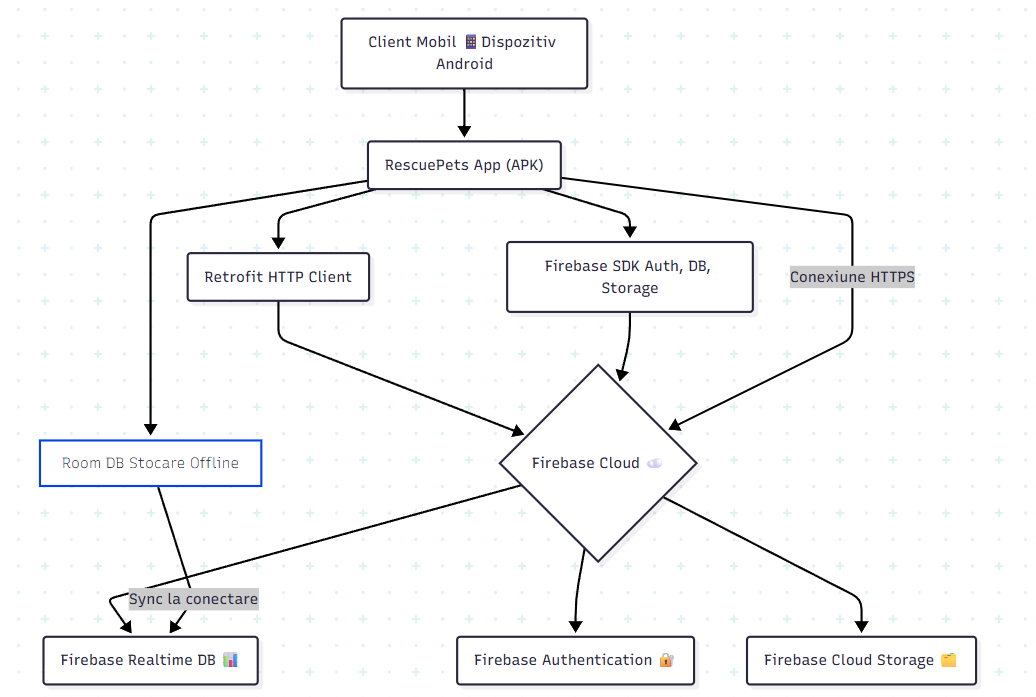 Client Mobil 📱 Dispozitiv
Android
RescuePets App (APK)
Retrofit HTTP Client
Firebase SDK Auth, DB,
Storage
Conexiune HTTPS
Room DB Stocare Offline
Firebase Cloud ☁️
Sync la conectare
Firebase Realtime DB 📊
Firebase Authentication 🔐
Firebase Cloud Storage 🗂️